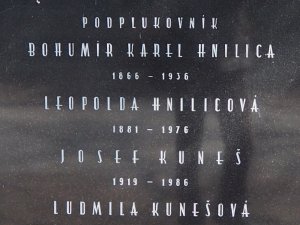 PODPLUKOVNÍK
BOHUMÍR KAREL HNILICA
1866 – 1936
LEOPOLDA HNILICOVÁ
1881 – 1976
JOSEF KUNEŠ
1919 – 1986
LUDMILA KUNEŠOVÁ